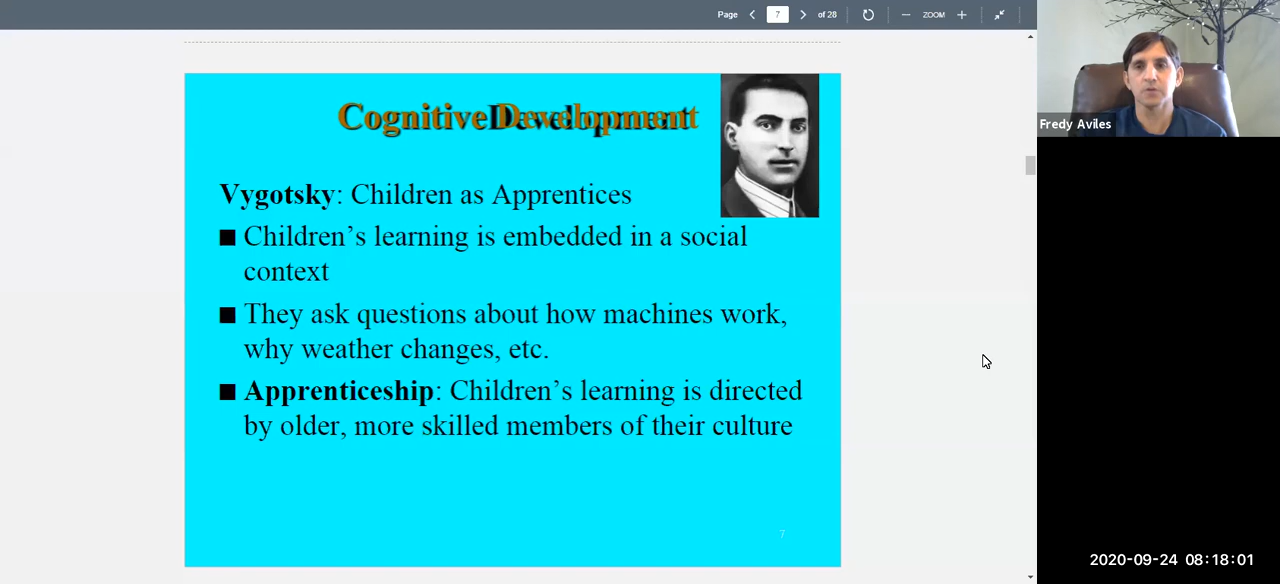 Page 7 of 28 ZOOM
Cognitive Development
Vygotsky: Children as Apprentices
■ Children’s learning is embedded in a social
context
■ They ask questions about how machines work,
why weather changes, etc.
■ Apprenticeship: Children’s learning is directed
by older, more skilled members of their culture
7
Fredy Aviles
2020-09-24 08:18:01